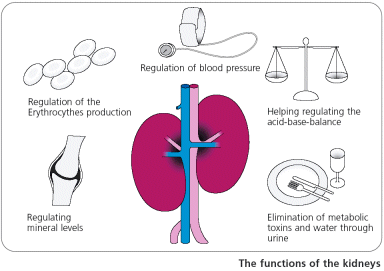 Regulation of blood pressure
Regulation of the
Erythrocythes production
Helping regulating the
acid-base-balance
Regulating
mineral levels
Elimination of metabolic
toxins and water through
urine
The functions of the kidneys